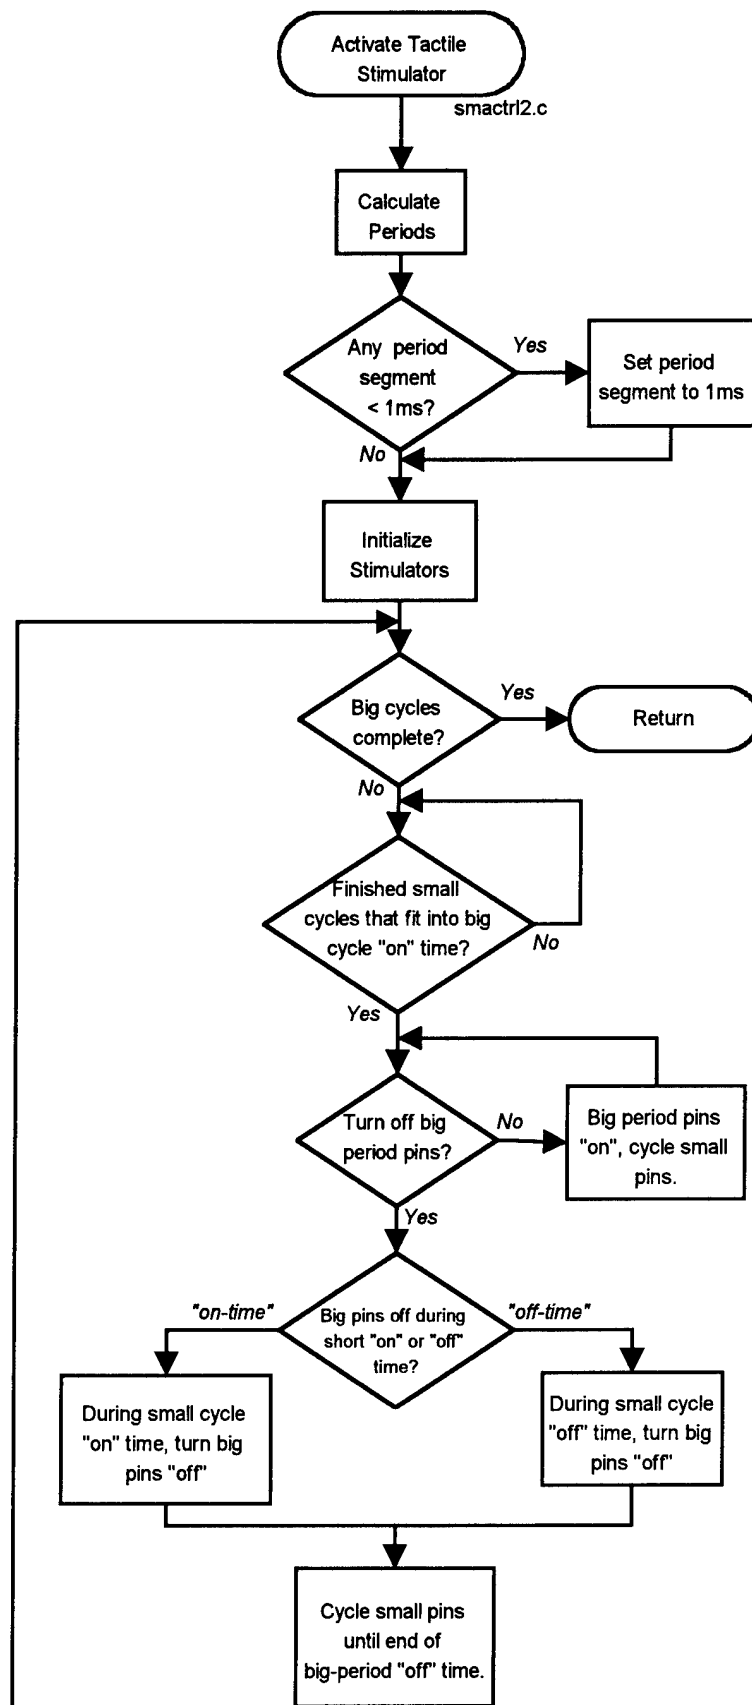 Activate Tactile
Stimulator
smactrl2.c
Calculate
Periods
Any period
segment
< 1ms?
Yes
Set period
segment to 1ms
No
Initialize
Stimulators
Big cycles
complete?
Yes
Return
No
Finished small
cycles that fit into big
cycle "on" time?
No
Yes
Turn off big
period pins?
No
Big period pins
"on", cycle small
pins.
Yes
Big pins off during
short "on" or "off"
time?
"on-time"
"off-time"
During small cycle
"on" time, turn big
pins "off"
During small cycle
"off" time, turn big
pins "off"
Cycle small pins
until end of
big-period "off" time.